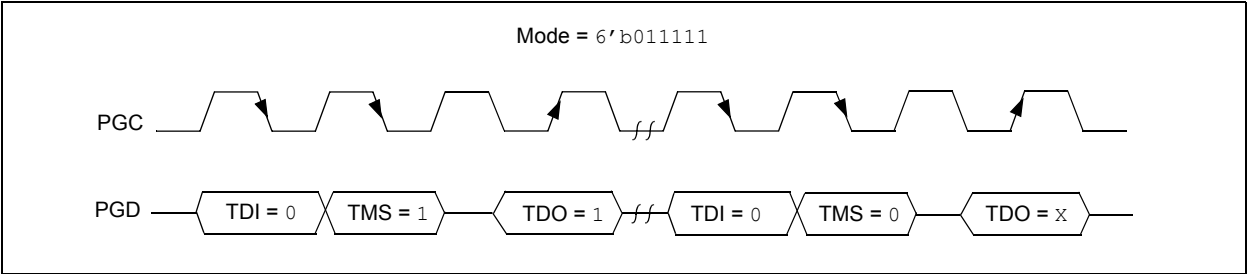 Mode = 6'b011111
PGC
PGD TDI = 0 TMS = 1 TDO = 1 TDI = 0 TMS = 0 TDO = X